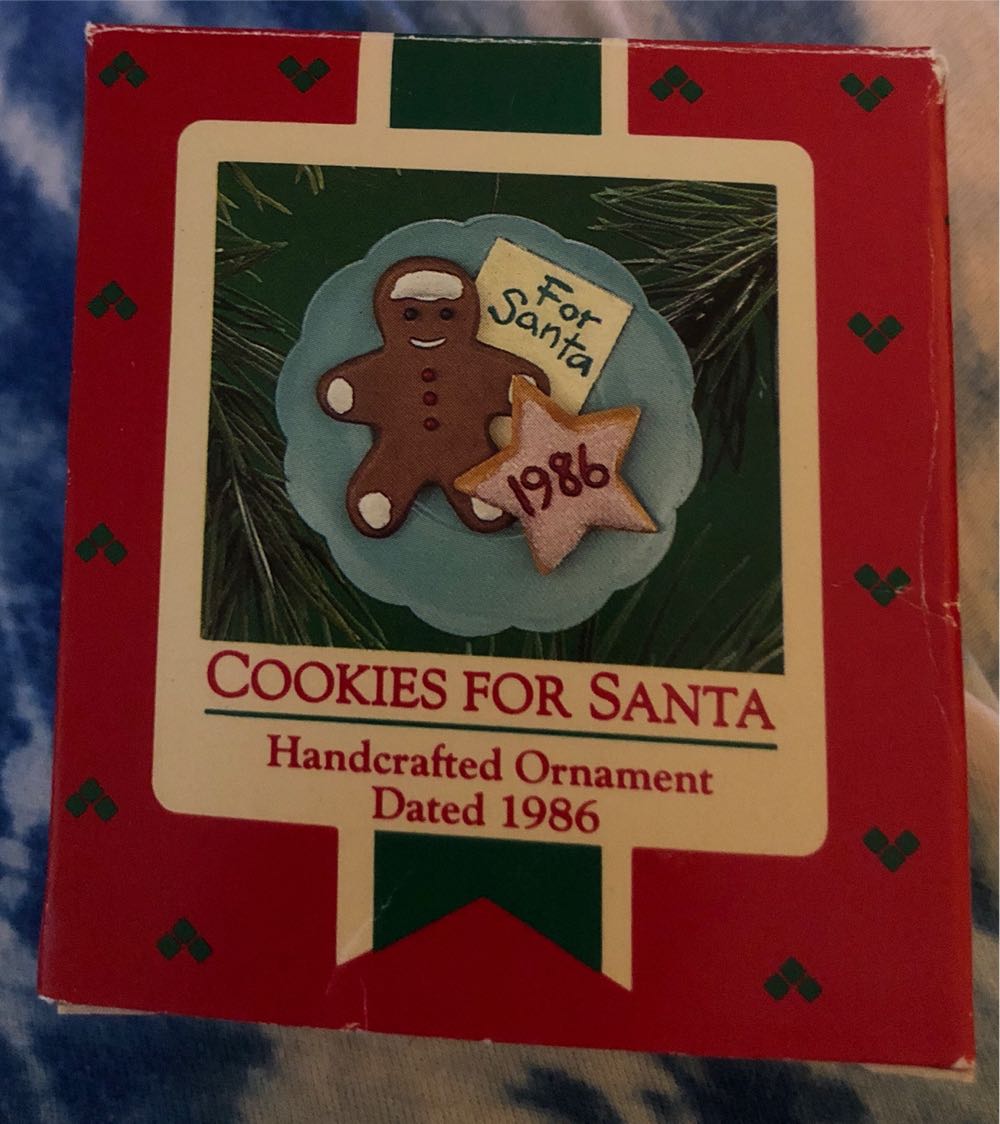 For
Santa
1986
COOKIES FOR SANTA
Handcrafted Ornament
Dated 1986